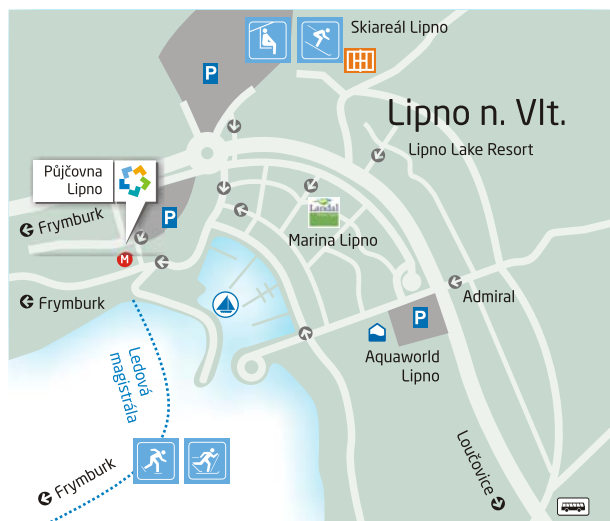 Skiareál Lipno
P
Lipno n. Vlt.
Lipno Lake Resort
Půjčovna
Lipno
P
Frymburk
Landal
Marina Lipno
M
Frymburk
Admiral
P
Aquaworld
Lipno
Ledová
magistrála
Frymburk
Loučovice